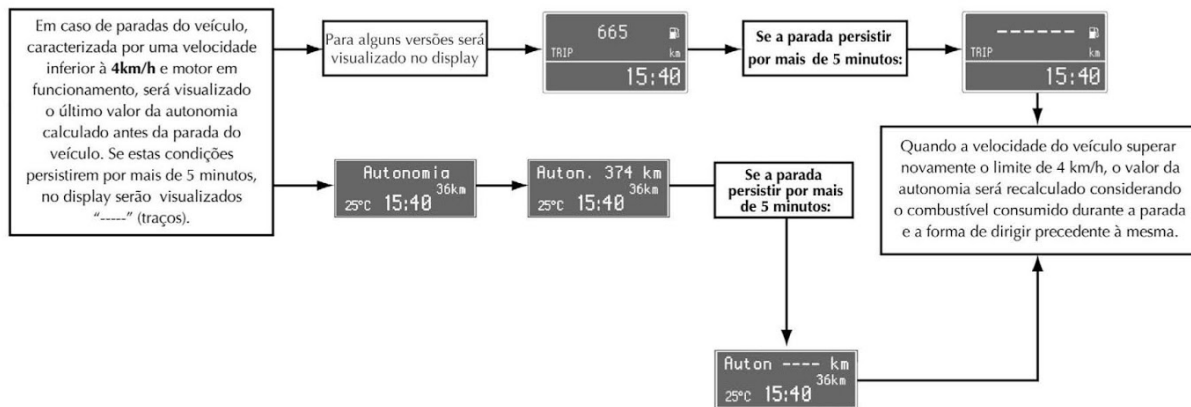 Em caso de paradas do veículo,
caracterizada por uma velocidade
inferior à 4km/h e motor em
funcionamento, será visualizado
o último valor da autonomia
calculado antes da parada do
veículo. Se estas condições
persistirem por mais de 5 minutos,
no display serão visualizados
“-----” (traços).
Para alguns versões será
visualizado no display
665
TRIP km
15:40
Se a parada persistir
por mais de 5 minutos:
-------
TRIP km
15:40
Autonomia
36km
25°C 15:40
Auton. 374 km
36km
25°C 15:40
Se a parada
persistir por mais
de 5 minutos:
Auton ---- km
36km
25°C 15:40
Quando a velocidade do veículo superar
novamente o limite de 4 km/h, o valor da
autonomia será recalculado considerando
o combustível consumido durante a parada
e a forma de dirigir precedente à mesma.